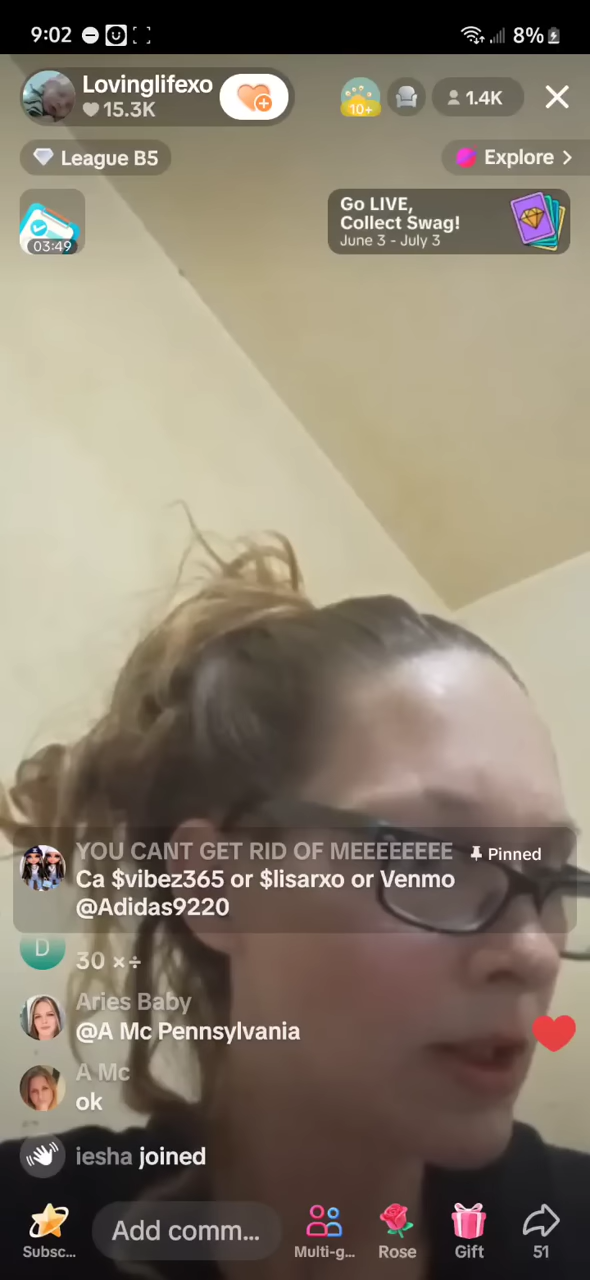 9:02
8%
Lovinglifexo
15.3K
10+
1.4K
League B5
Explore >
03:49
Go LIVE,
Collect Swag!
June 3 - July 3
YOU CANT GET RID OF MEEEEEEEE
Pinned
Ca $vibez365 or $lisarxo or Venmo
@Adidas9220
D
30 ×÷
Aries Baby
@A Mc Pennsylvania
A Mc
ok
iesha joined
Subsc...
Add comm...
Multi-g...
Rose
Gift
51